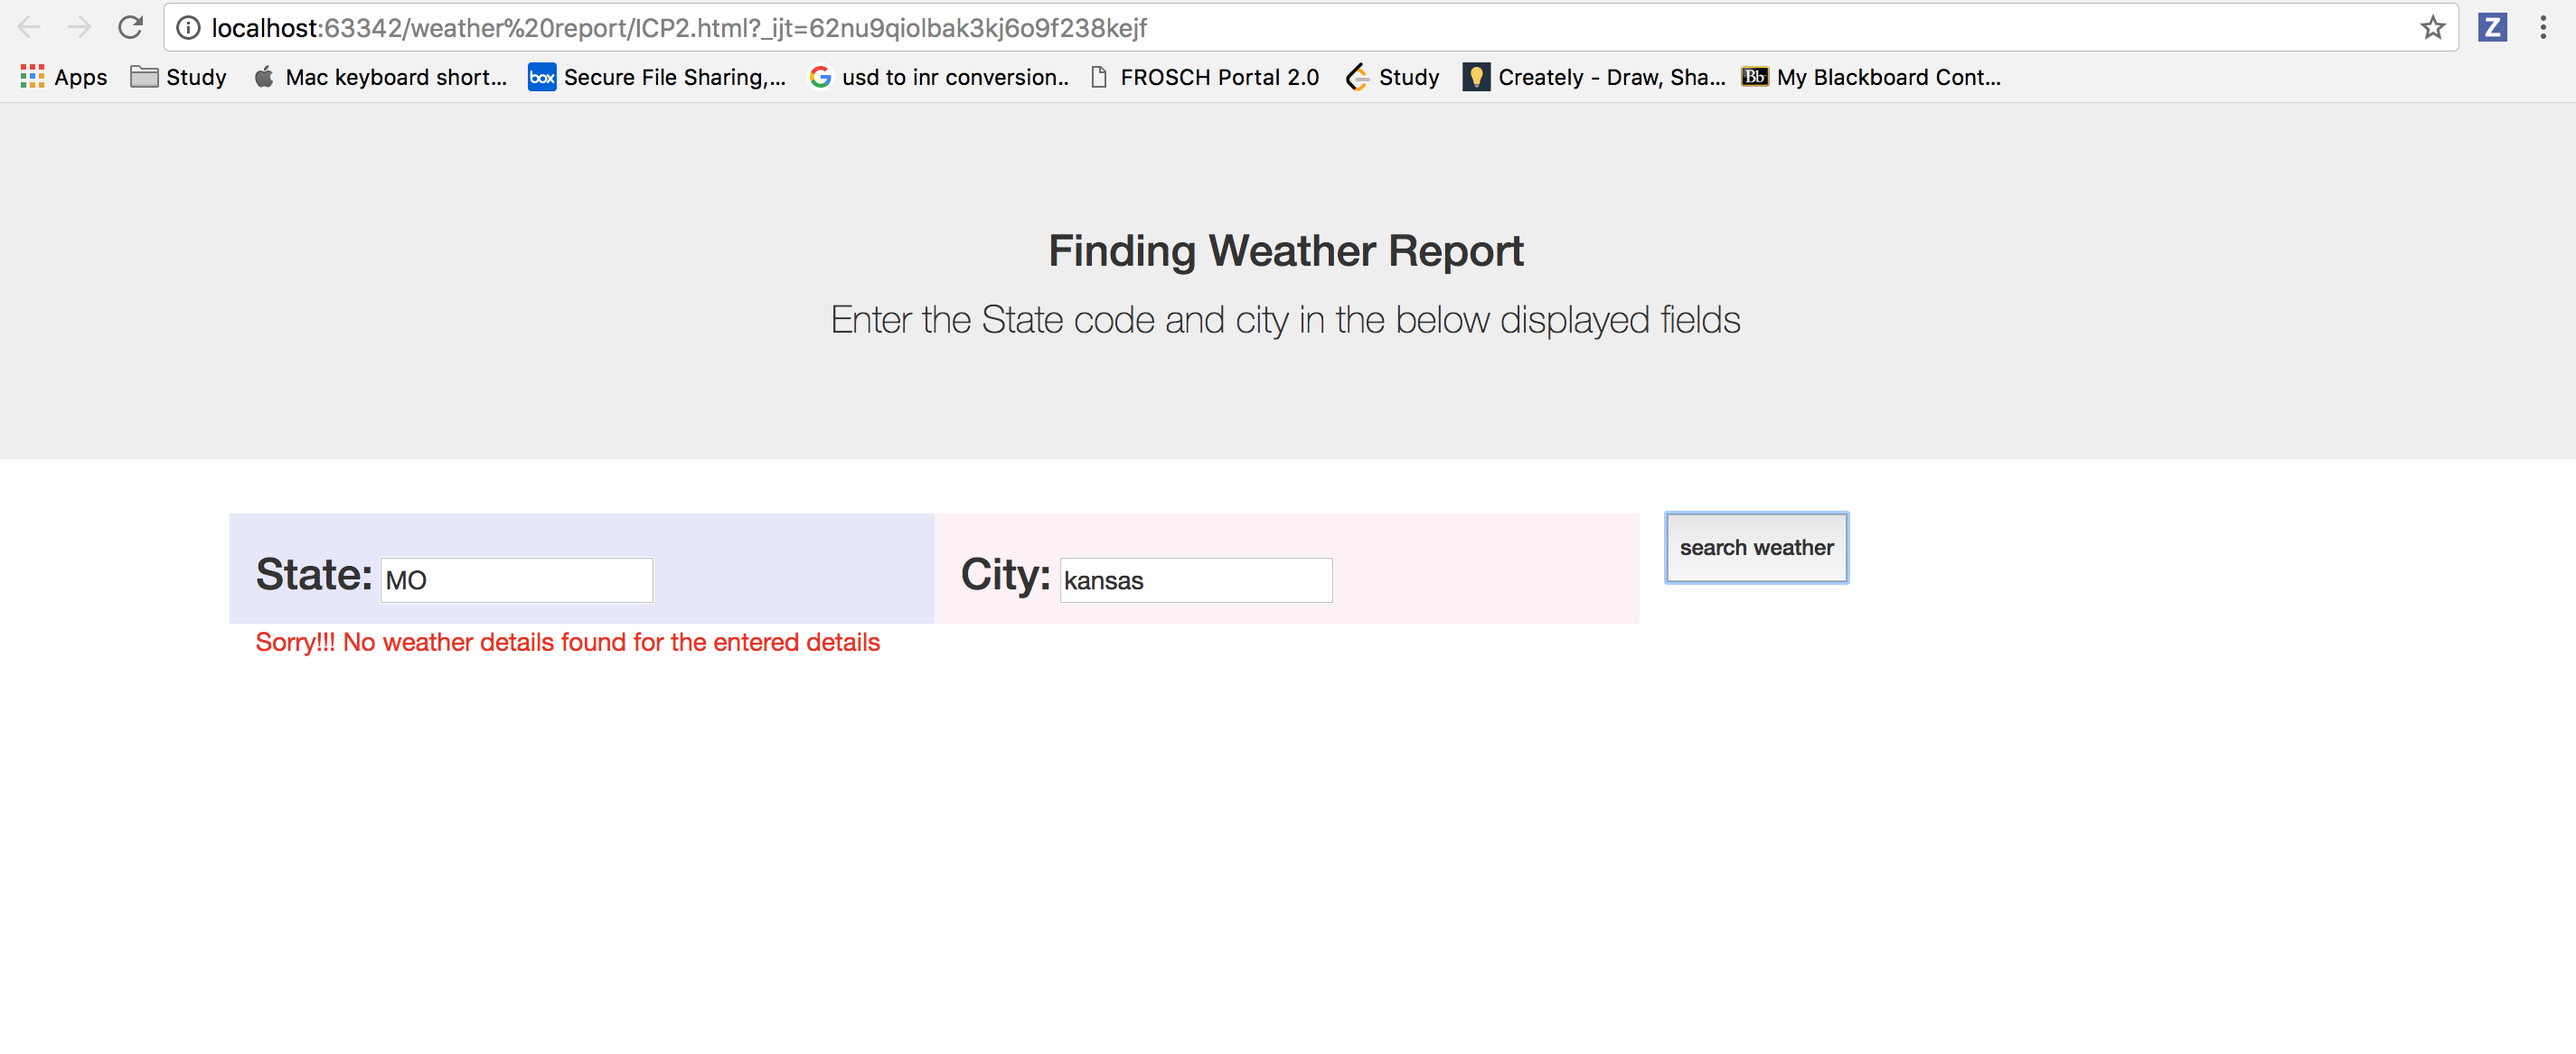 localhost:63342/weather%20report/ICP2.html?_ijt=62nu9qiolbak3kj6o9f238kejf
Z
Apps Study Mac keyboard short... box Secure File Sharing,... G usd to inr conversion.. FROSCH Portal 2.0 Study Creately - Draw, Sha... Bb My Blackboard Cont...
Finding Weather Report
Enter the State code and city in the below displayed fields
State: MO City: kansas search weather
Sorry!!! No weather details found for the entered details